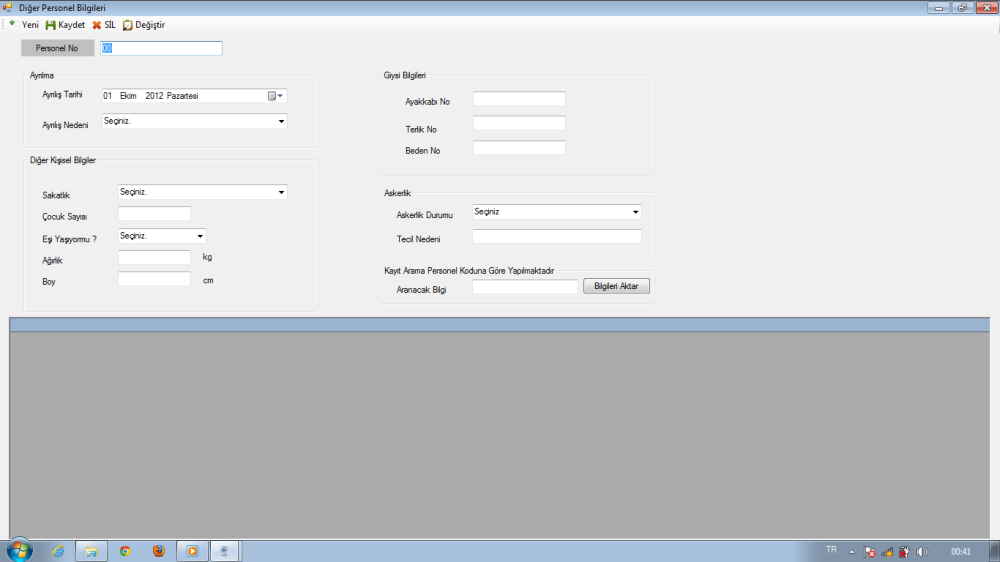 Diğer Personel Bilgileri
Yeni Kaydet SİL Değiştir
Personel No 00
Ayrılma
Ayrılış Tarihi 01 Ekim 2012 Pazartesi
Ayrılış Nedeni Seçiniz.
Diğer Kişisel Bilgiler
Sakatlık Seçiniz.
Çocuk Sayısı
Eşi Yaşıyormu ? Seçiniz.
Ağırlık kg
Boy cm
Giysi Bilgileri
Ayakkabı No
Terlik No
Beden No
Askerlik
Askerlik Durumu Seçiniz
Tecil Nedeni
Kayıt Arama Personel Koduna Göre Yapılmaktadır
Aranacak Bilgi Bilgileri Aktar
TR 00:41